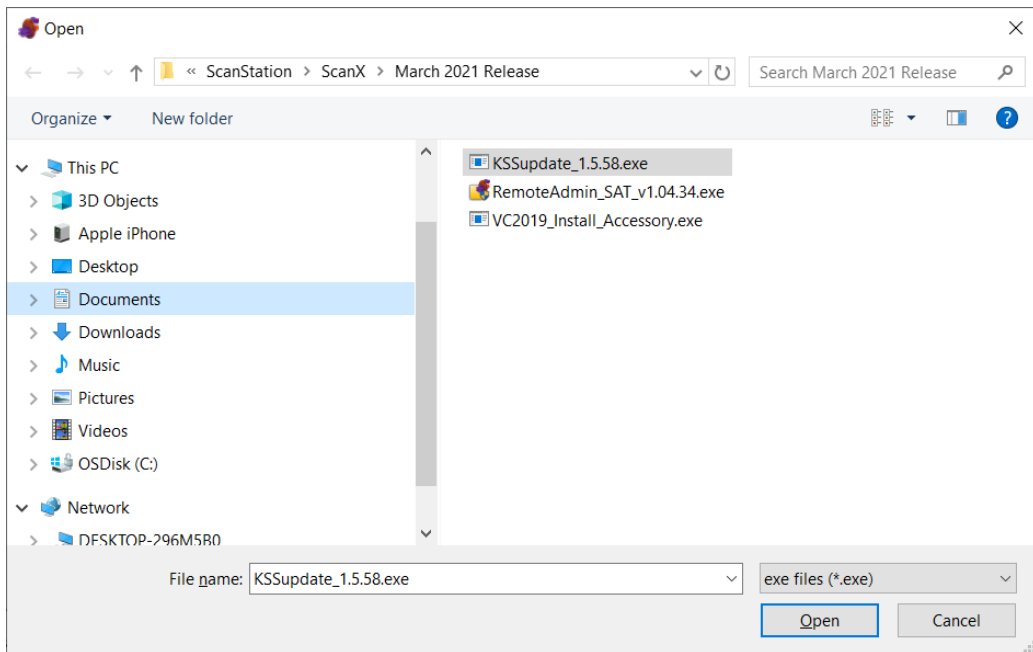 Open
« ScanStation > ScanX > March 2021 Release
Search March 2021 Release
Organize
New folder
?
This PC
3D Objects
Apple iPhone
Desktop
Documents
Downloads
Music
Pictures
Videos
OSDisk (C:)
Network
DESKTOP-296M5B0
KSSupdate_1.5.58.exe
RemoteAdmin_SAT_v1.04.34.exe
VC2019_Install_Accessory.exe
File name: KSSupdate_1.5.58.exe
exe files (*.exe)
Open
Cancel